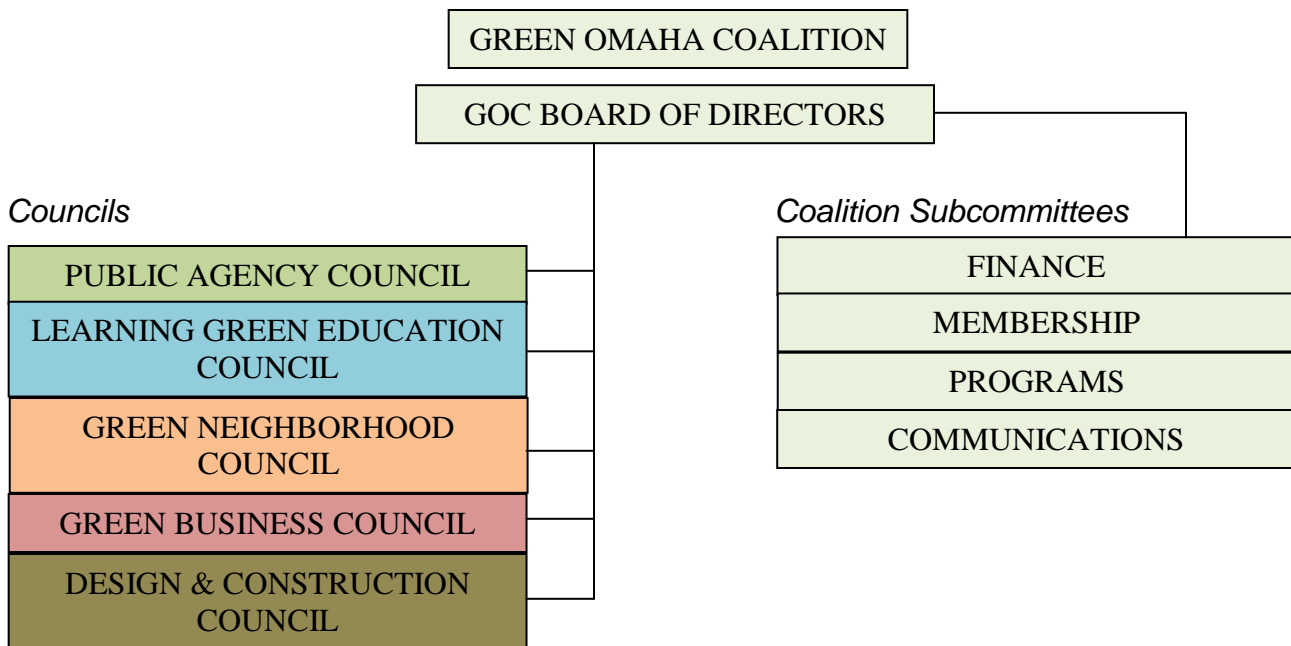 GREEN OMAHA COALITION
GOC BOARD OF DIRECTORS
Councils
PUBLIC AGENCY COUNCIL
LEARNING GREEN EDUCATION
COUNCIL
GREEN NEIGHBORHOOD
COUNCIL
GREEN BUSINESS COUNCIL
DESIGN & CONSTRUCTION
COUNCIL
Coalition Subcommittees
FINANCE
MEMBERSHIP
PROGRAMS
COMMUNICATIONS